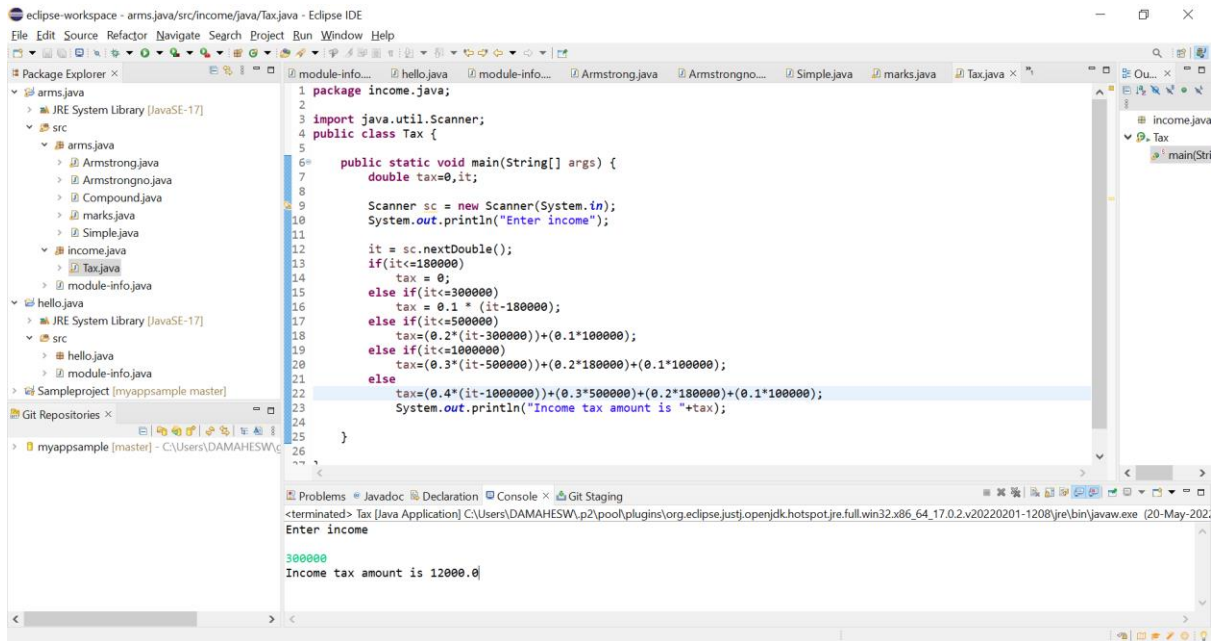 eclipse-workspace - arms.java/src/income/java/Tax.java - Eclipse IDE
File Edit Source Refactor Navigate Search Project Run Window Help
Package Explorer
arms.java
JRE System Library [JavaSE-17]
src
arms.java
Armstrong.java
Armstrongno.java
Compound.java
marks.java
Simple.java
income.java
Tax.java
module-info.java
hello.java
JRE System Library [JavaSE-17]
src
hello.java
module-info.java
Sampleproject [myappsample master]
Git Repositories
myappsample [master] - C:\Users\DAMAHESW\g
module-info.... hello.java module-info.... Armstrong.java Armstrongno.... Simple.java marks.java Tax.java
1 package income.java;
2
3 import java.util.Scanner;
4 public class Tax {
5
6 public static void main(String[] args) {
7 double tax=0,it;
8
9 Scanner sc = new Scanner(System.in);
10 System.out.println("Enter income");
11
12 it = sc.nextDouble();
13 if(it<=180000)
14 tax = 0;
15 else if(it<=300000)
16 tax = 0.1 * (it-180000);
17 else if(it<=500000)
18 tax=(0.2*(it-300000))+(0.1*100000);
19 else if(it<=1000000)
20 tax=(0.3*(it-500000))+(0.2*180000)+(0.1*100000);
21 else
22 tax=(0.4*(it-1000000))+(0.3*500000)+(0.2*180000)+(0.1*100000);
23 System.out.println("Income tax amount is "+tax);
24
25 }
26
Ou...
income.java
Tax
main(Stri
Problems Javadoc Declaration Console Git Staging
<terminated> Tax [Java Application] C:\Users\DAMAHESW\.p2\pool\plugins\org.eclipse.justj.openjdk.hotspot.jre.full.win32.x86_64_17.0.2.v20220201-1208\jre\bin\javaw.exe (20-May-2022
Enter income
300000
Income tax amount is 12000.0